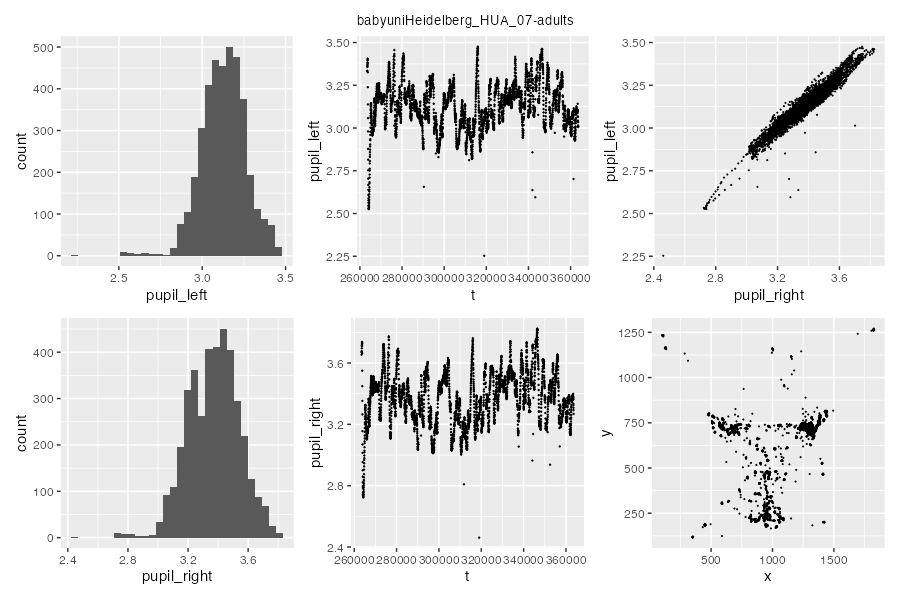 babyuniHeidelberg_HUA_07-adults
500
400
300
200
100
0
count
2.5 3.0 3.5
pupil_left
3.50
3.25
3.00
2.75
2.50
2.25
pupil_left
260000 280000 300000 320000 340000 360000
t
3.50
3.25
3.00
2.75
2.50
2.25
pupil_left
2.4 2.8 3.2 3.6
pupil_right
400
300
200
100
0
count
2.4 2.8 3.2 3.6
pupil_right
3.6
3.2
2.8
2.4
pupil_right
260000 280000 300000 320000 340000 360000
t
1250
1000
750
500
250
y
500 1000 1500
x